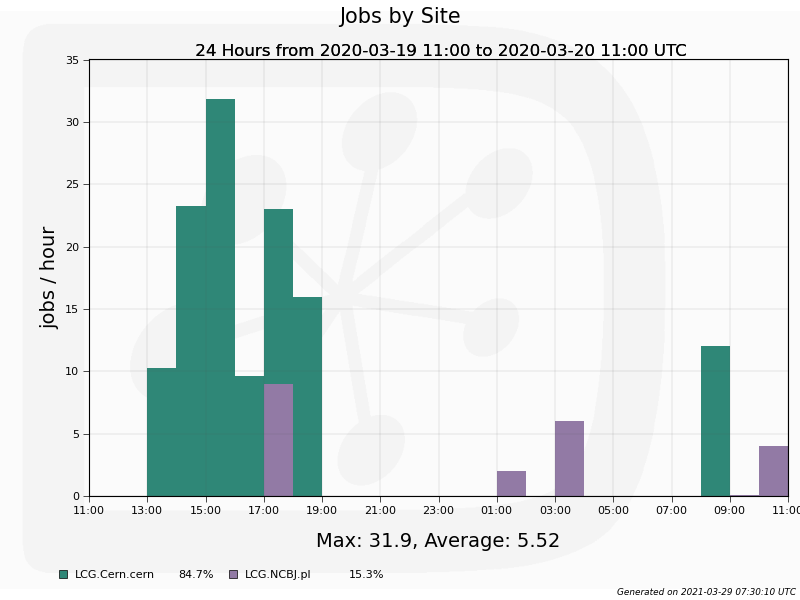 Jobs by Site
24 Hours from 2020-03-19 11:00 to 2020-03-20 11:00 UTC
35
30
25
20
15
10
5
0
jobs / hour
11:00 13:00 15:00 17:00 19:00 21:00 23:00 01:00 03:00 05:00 07:00 09:00 11:00
Max: 31.9, Average: 5.52
LCG.Cern.cern 84.7% LCG.NCBJ.pl 15.3%
Generated on 2021-03-29 07:30:10 UTC